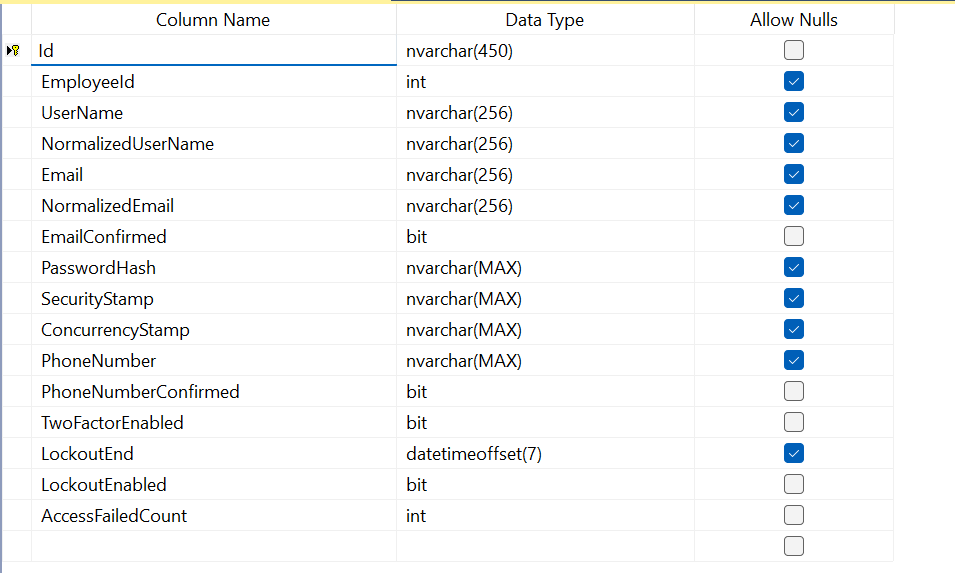 Column Name Data Type Allow Nulls
Id nvarchar(450)
EmployeeId int
UserName nvarchar(256)
NormalizedUserName nvarchar(256)
Email nvarchar(256)
NormalizedEmail nvarchar(256)
EmailConfirmed bit
PasswordHash nvarchar(MAX)
SecurityStamp nvarchar(MAX)
ConcurrencyStamp nvarchar(MAX)
PhoneNumber nvarchar(MAX)
PhoneNumberConfirmed bit
TwoFactorEnabled bit
LockoutEnd datetimeoffset(7)
LockoutEnabled bit
AccessFailedCount int